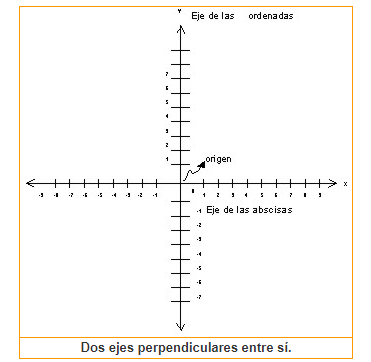 Y
Eje de las ordenadas
7
6
5
4
3
2
1
origen
X
-9 -8 -7 -6 -5 -4 -3 -2 -1 0 1 2 3 4 5 6 7 8 9
-1 Eje de las abscisas
-2
-3
-4
-5
-6
-7
Dos ejes perpendiculares entre sí.